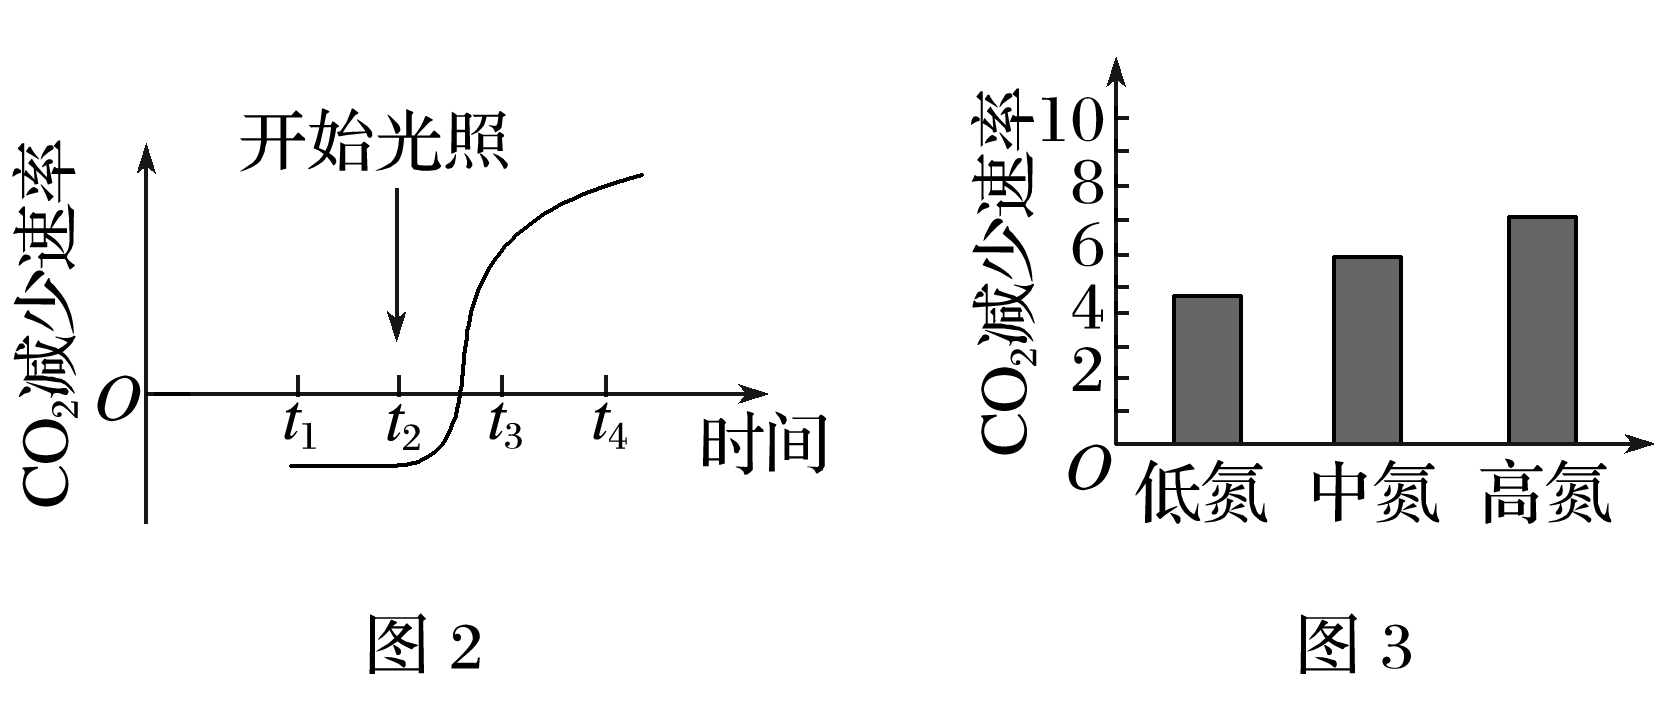 CO₂减少速率
开始光照
O
t₁ t₂ t₃ t₄
时间
图 2
CO₂减少速率
10
8
6
4
2
O
低氮 中氮 高氮
图 3